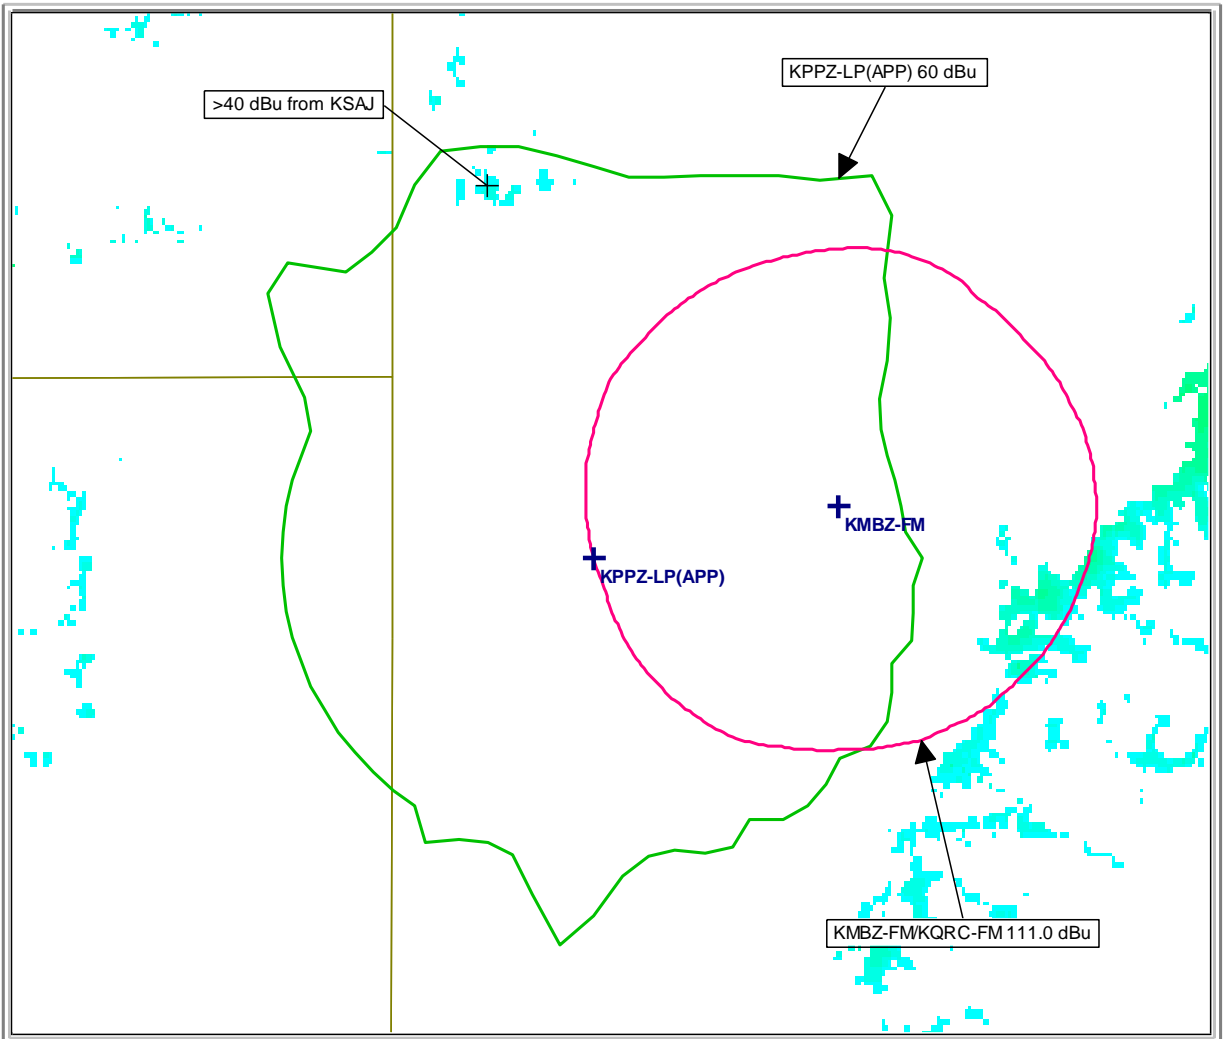 KPPZ-LP(APP) 60 dBu
>40 dBu from KSAJ
KMBZ-FM
KPPZ-LP(APP)
KMBZ-FM/KQRC-FM 111.0 dBu